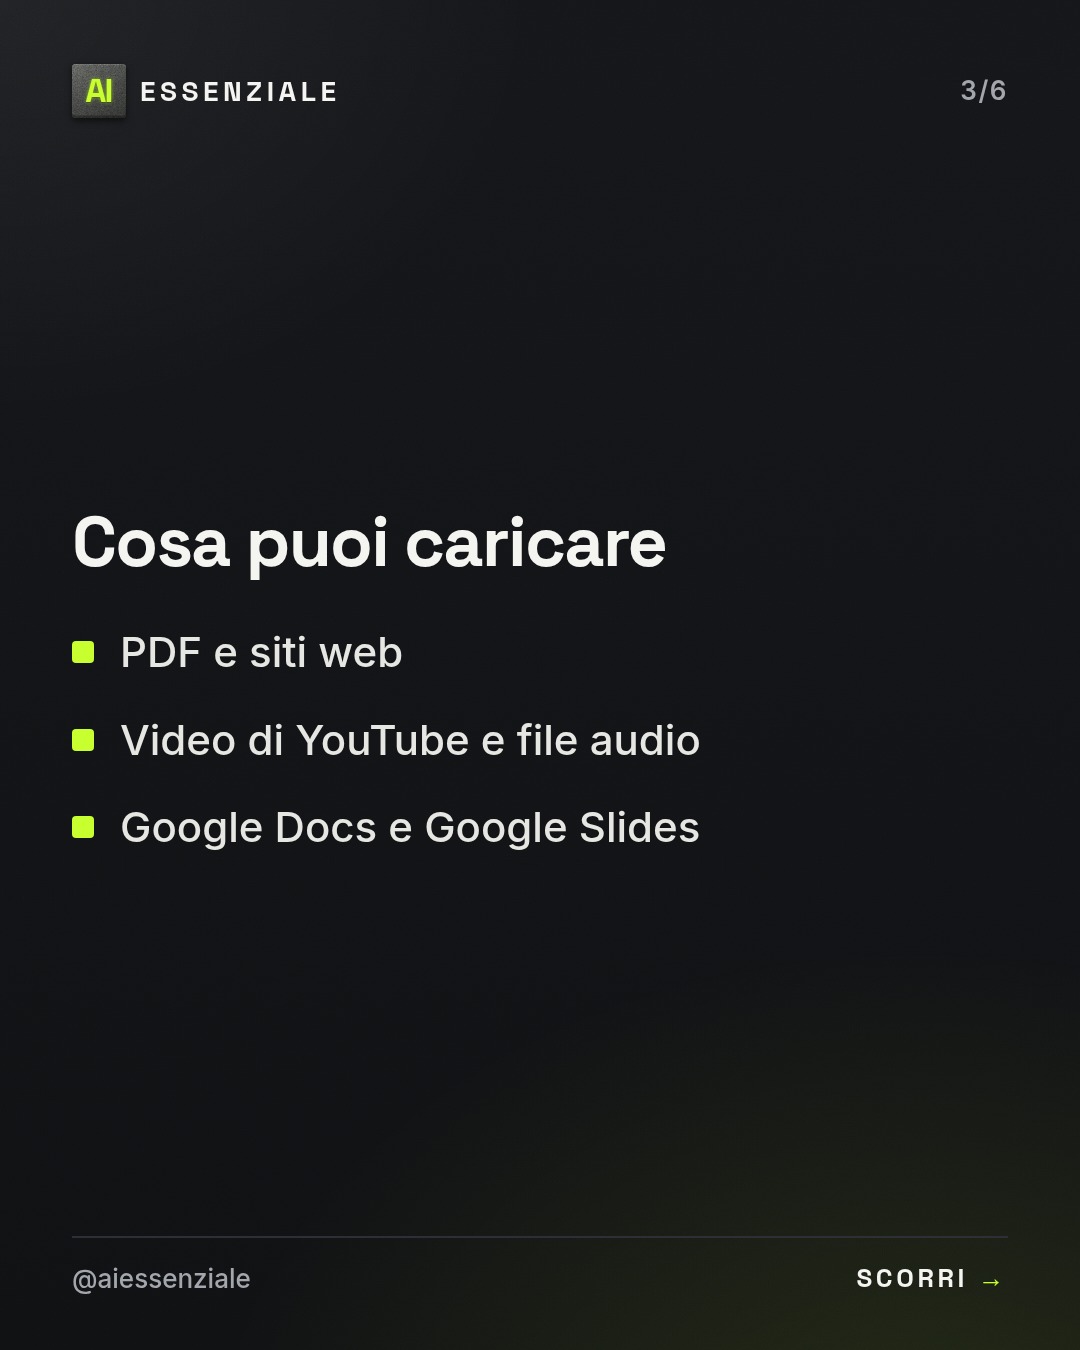 AI ESSENZIALE
3/6
Cosa puoi caricare
PDF e siti web
Video di YouTube e file audio
Google Docs e Google Slides
@aiessenziale
SCORRI →